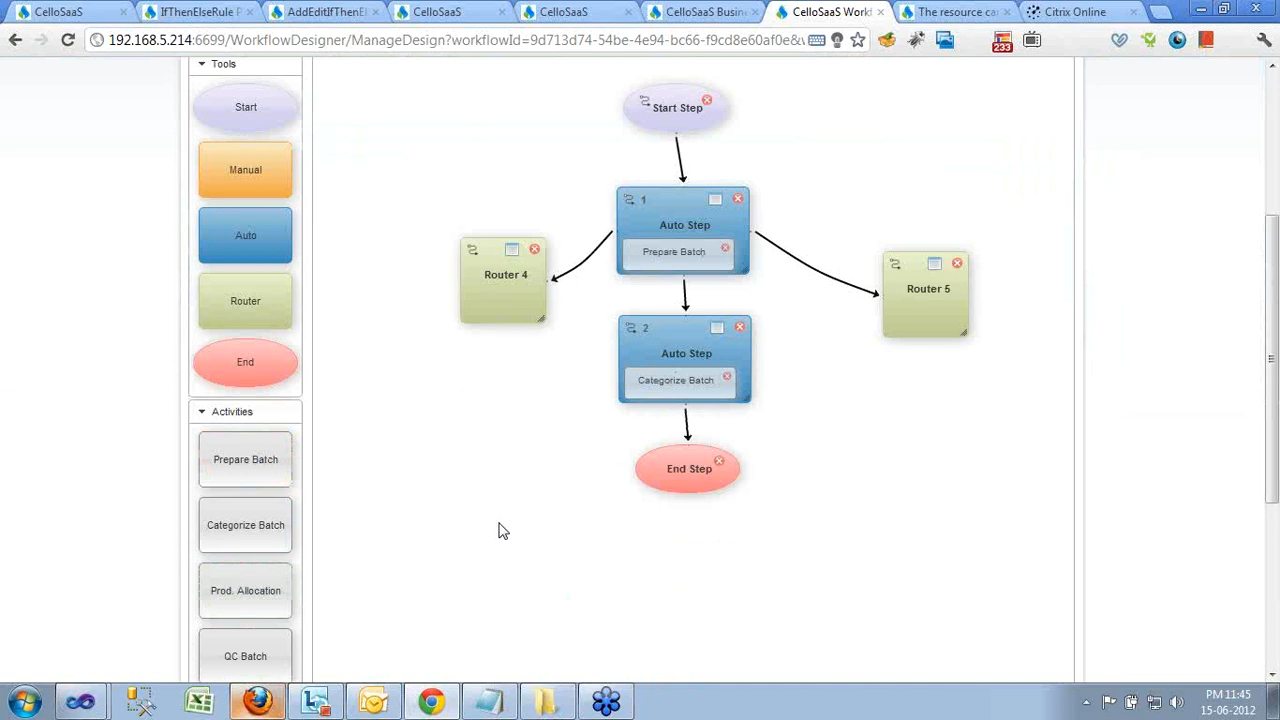 CelloSaaS
IfThenElseRule P
AddEditIfThenE
CelloSaaS
CelloSaaS
CelloSaaS Busin
CelloSaaS Work
The resource ca
Citrix Online
192.168.5.214:6699/WorkflowDesigner/ManageDesign?workflowId=9d713d74-54be-4e94-bc66-f9cd8e60af0e&
233
Tools
Start
Manual
Auto
Router
End
Activities
Prepare Batch
Categorize Batch
Prod. Allocation
QC Batch
Start Step
1
Auto Step
Prepare Batch
Router 4
Router 5
2
Auto Step
Categorize Batch
End Step
PM 11:45
15-06-2012